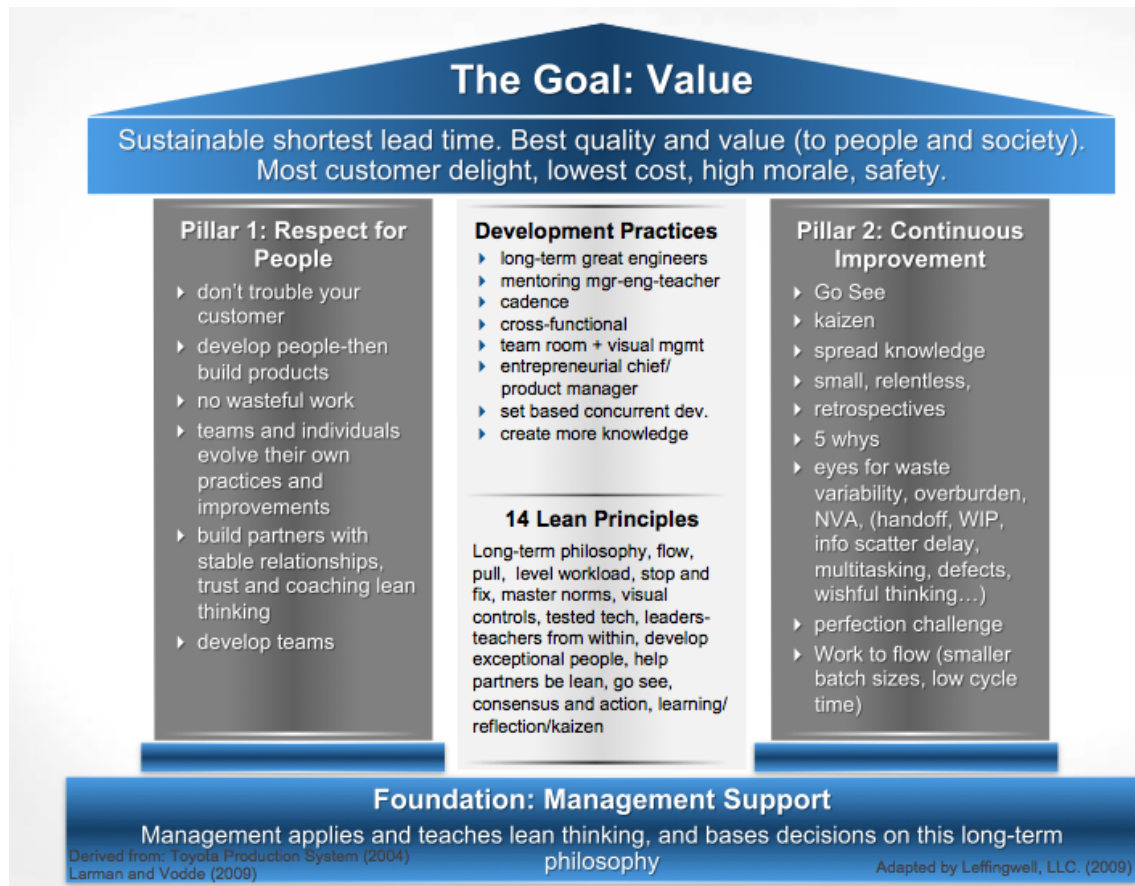 The Goal: Value
Sustainable shortest lead time. Best quality and value (to people and society).
Most customer delight, lowest cost, high morale, safety.
Pillar 1: Respect for
People
don't trouble your
customer
develop people-then
build products
no wasteful work
teams and individuals
evolve their own
practices and
improvements
build partners with
stable relationships,
trust and coaching lean
thinking
develop teams
Development Practices
long-term great engineers
mentoring mgr-eng-teacher
cadence
cross-functional
team room + visual mgmt
entrepreneurial chief/
product manager
set based concurrent dev.
create more knowledge
14 Lean Principles
Long-term philosophy, flow,
pull, level workload, stop and
fix, master norms, visual
controls, tested tech, leaders-
teachers from within, develop
exceptional people, help
partners be lean, go see,
consensus and action, learning/
reflection/kaizen
Pillar 2: Continuous
Improvement
Go See
kaizen
spread knowledge
small, relentless,
retrospectives
5 whys
eyes for waste
variability, overburden,
NVA, (handoff, WIP,
info scatter delay,
multitasking, defects,
wishful thinking…)
perfection challenge
Work to flow (smaller
batch sizes, low cycle
time)
Foundation: Management Support
Management applies and teaches lean thinking, and bases decisions on this long-term
philosophy
Derived from: Toyota Production System (2004)
Larman and Vodde (2009)
Adapted by Leffingwell, LLC. (2009)